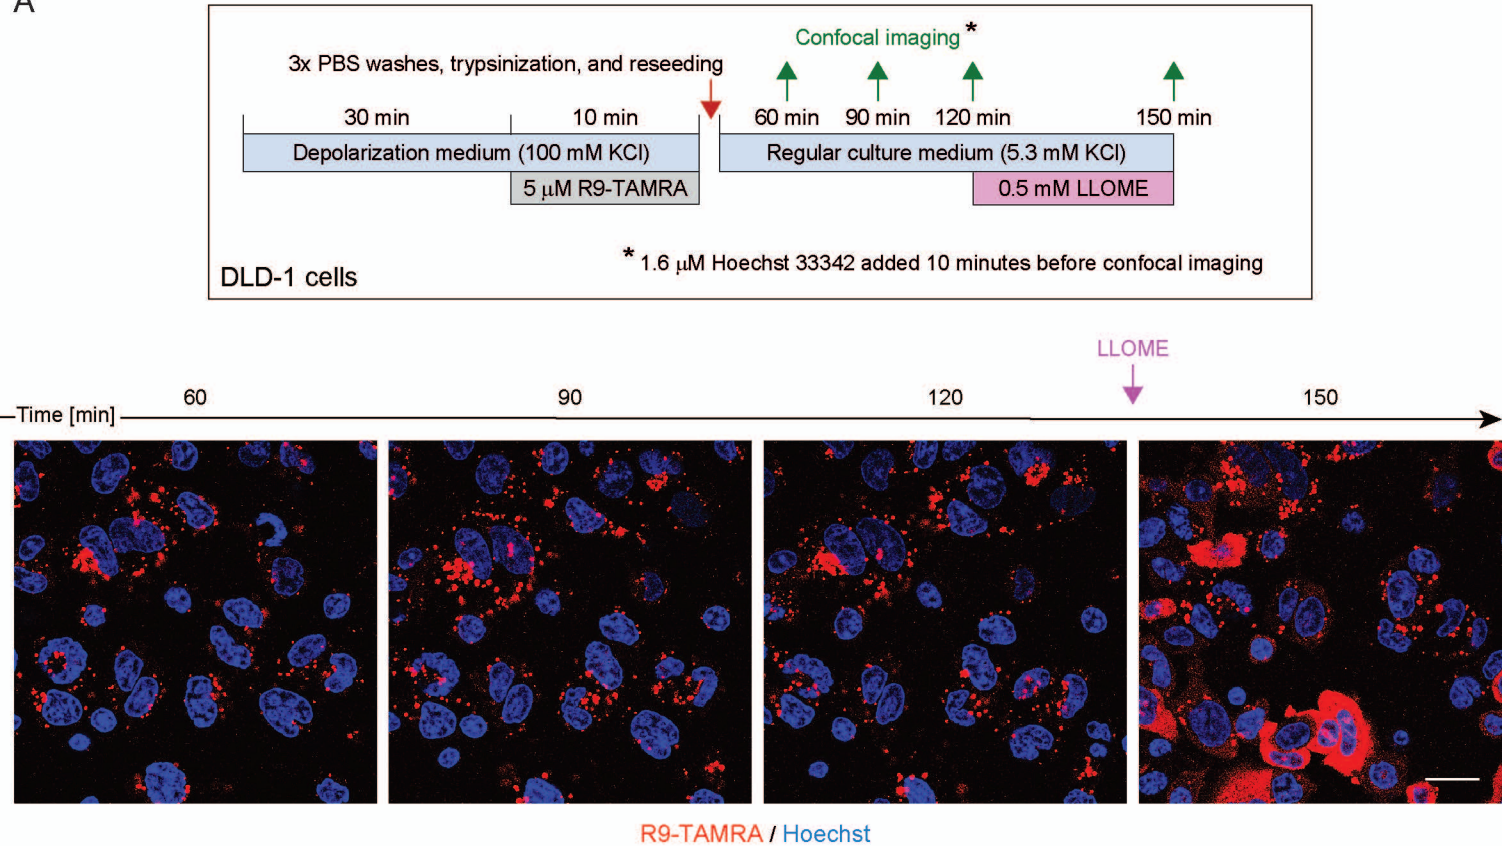 A
Confocal imaging *
3x PBS washes, trypsinization, and reseeding
30 min 10 min 60 min 90 min 120 min 150 min
Depolarization medium (100 mM KCl) Regular culture medium (5.3 mM KCl)
5 μM R9-TAMRA 0.5 mM LLOME
* 1.6 μM Hoechst 33342 added 10 minutes before confocal imaging
DLD-1 cells
LLOME
60 90 120 150
Time [min]
R9-TAMRA / Hoechst